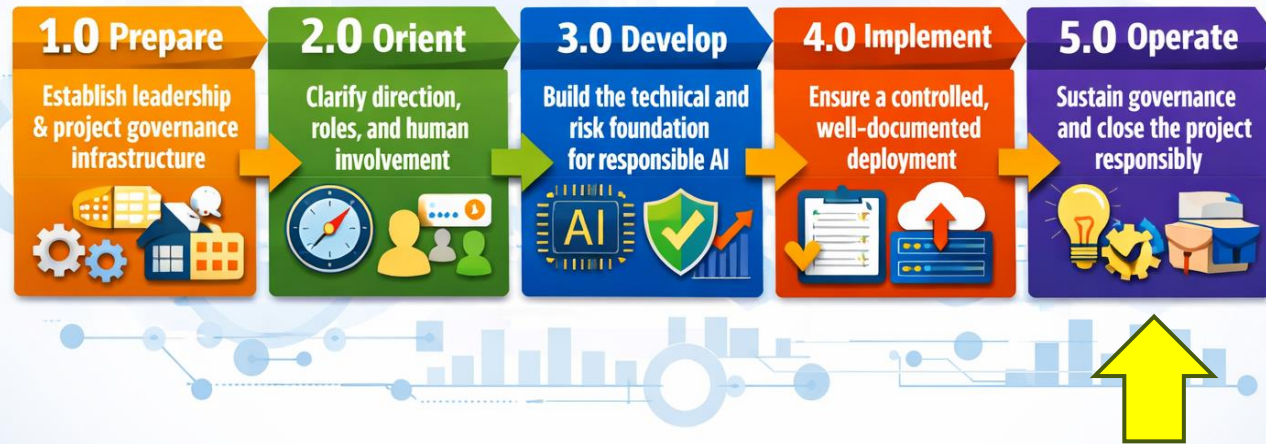 1.0 Prepare
Establish leadership
& project governance
infrastructure
2.0 Orient
Clarify direction,
roles, and human
involvement
3.0 Develop
Build the technical and
risk foundation
for responsible AI
AI
4.0 Implement
Ensure a controlled,
well-documented
deployment
5.0 Operate
Sustain governance
and close the project
responsibly